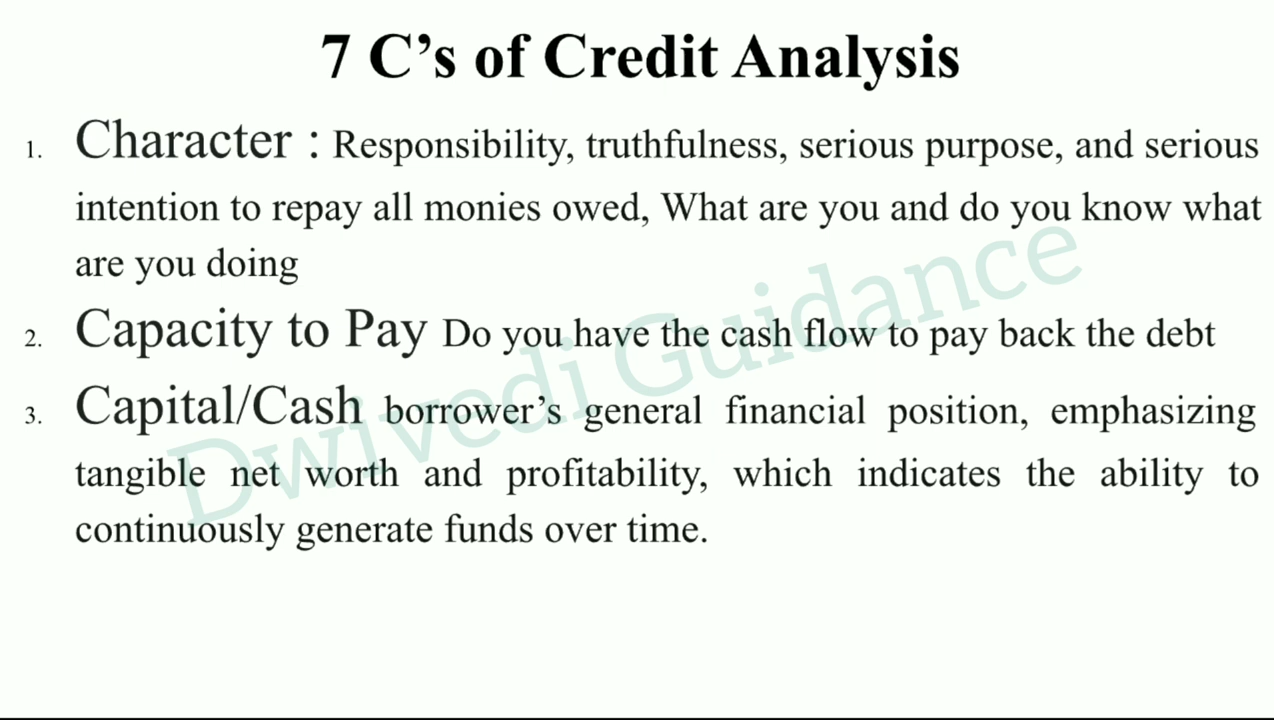 7 C’s of Credit Analysis
1. Character : Responsibility, truthfulness, serious purpose, and serious
intention to repay all monies owed, What are you and do you know what
are you doing
2. Capacity to Pay Do you have the cash flow to pay back the debt
3. Capital/Cash borrower’s general financial position, emphasizing
tangible net worth and profitability, which indicates the ability to
continuously generate funds over time.
Dwivedi Guidance